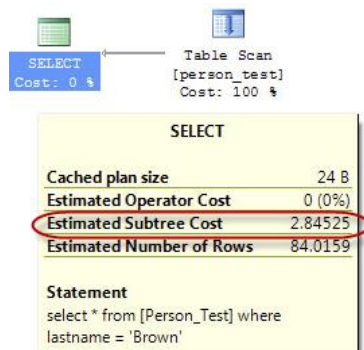 SELECT
Cost: 0 %
Table Scan
[person_test]
Cost: 100 %
SELECT
Cached plan size 24 B
Estimated Operator Cost 0 (0%)
Estimated Subtree Cost 2.84525
Estimated Number of Rows 84.0159
Statement
select * from [Person_Test] where
lastname = 'Brown'